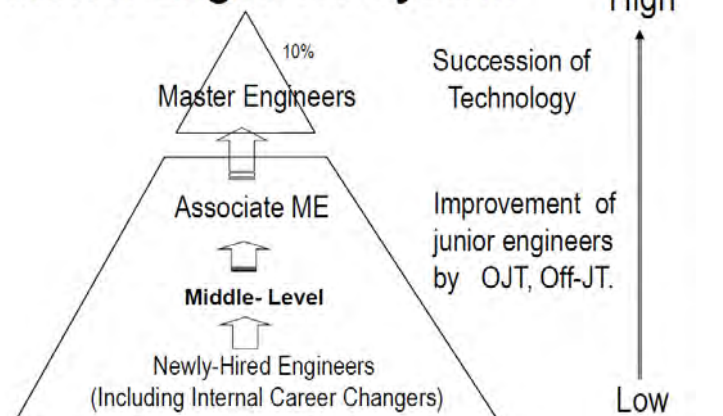 High
10%
Master Engineers
Succession of
Technology
Associate ME
Improvement of
junior engineers
by OJT, Off-JT.
Middle- Level
Newly-Hired Engineers
(Including Internal Career Changers)
Low